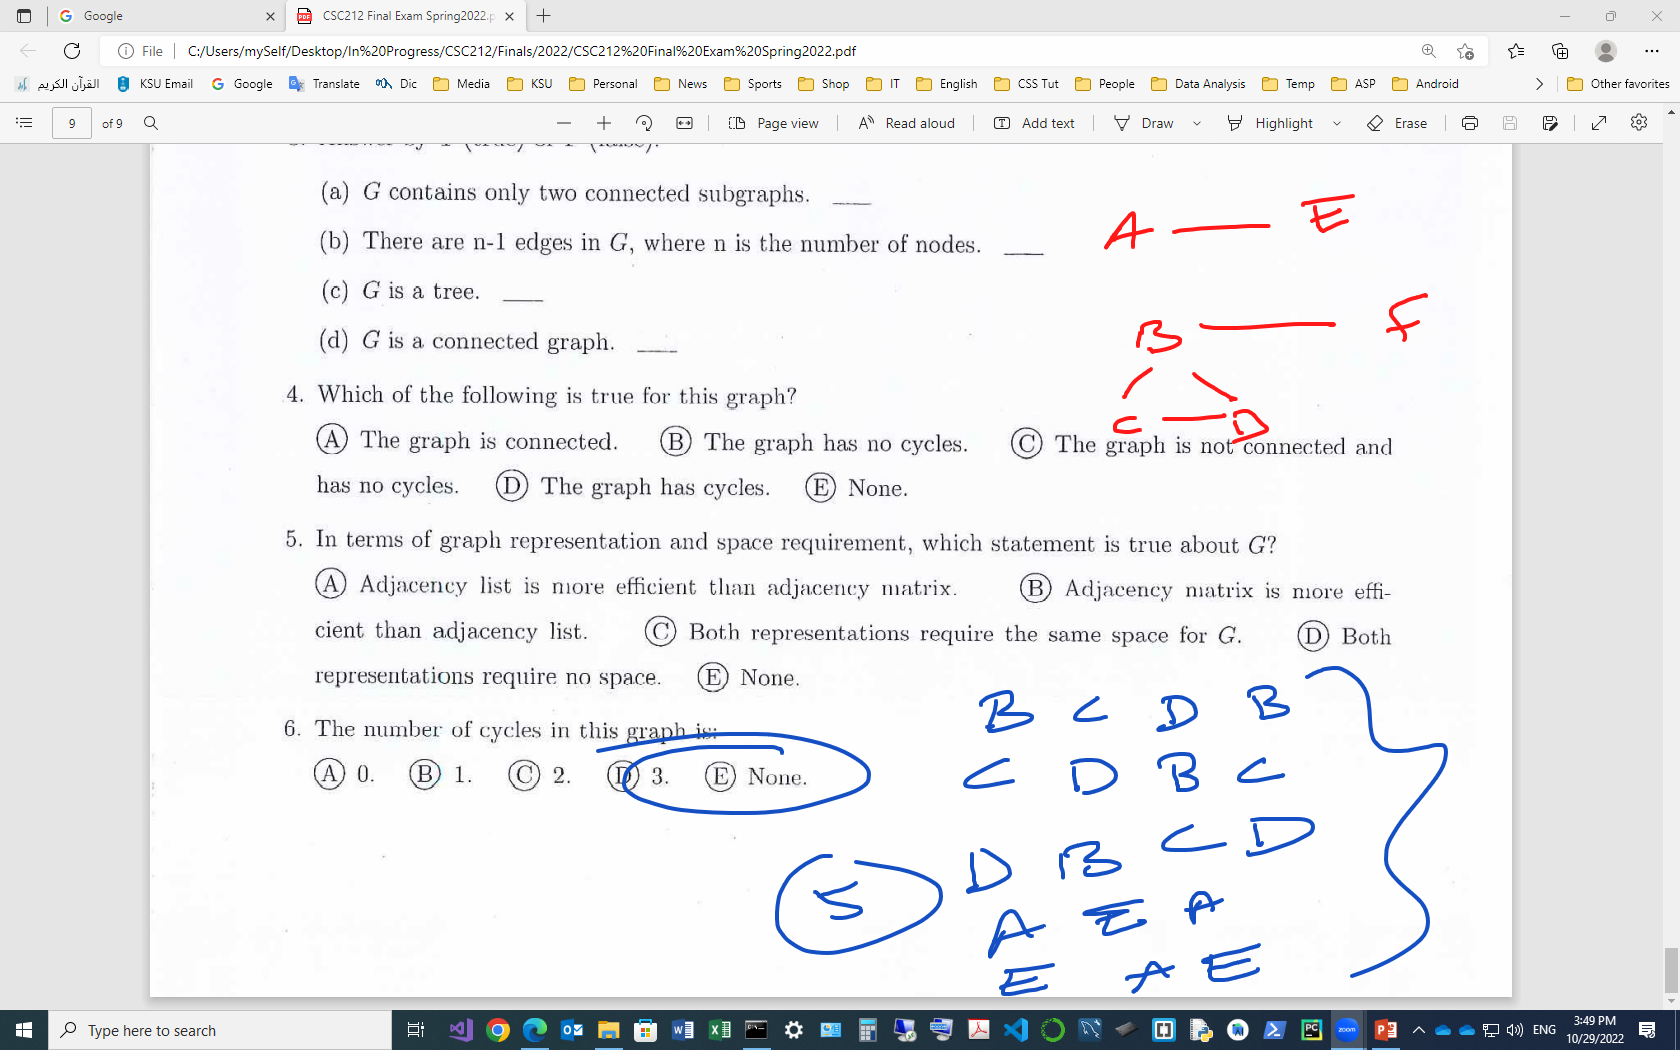 Google
CSC212 Final Exam Spring2022.p
File
C:/Users/mySelf/Desktop/In%20Progress/CSC212/Finals/2022/CSC212%20Final%20Exam%20Spring2022.pdf
القرآن الكريم KSU Email Google Translate Dic Media KSU Personal News Sports Shop IT English CSS Tut People Data Analysis Temp ASP Android Other favorites
9 of 9 Page view Read aloud Add text Draw Highlight Erase
3. Answer by T (true) or F (false).
(a) G contains only two connected subgraphs. ___
(b) There are n-1 edges in G, where n is the number of nodes. ___
(c) G is a tree. ___
(d) G is a connected graph. ___
A — E
B — F
C — D
4. Which of the following is true for this graph?
(A) The graph is connected. (B) The graph has no cycles. (C) The graph is not connected and
has no cycles. (D) The graph has cycles. (E) None.
5. In terms of graph representation and space requirement, which statement is true about G?
(A) Adjacency list is more efficient than adjacency matrix. (B) Adjacency matrix is more effi-
cient than adjacency list. (C) Both representations require the same space for G. (D) Both
representations require no space. (E) None.
6. The number of cycles in this graph is:
(A) 0. (B) 1. (C) 2. (D) 3. (E) None.
B C D B
C D B C
D B C D
A E A
E A E
5
Type here to search
zoom
ENG
3:49 PM
10/29/2022